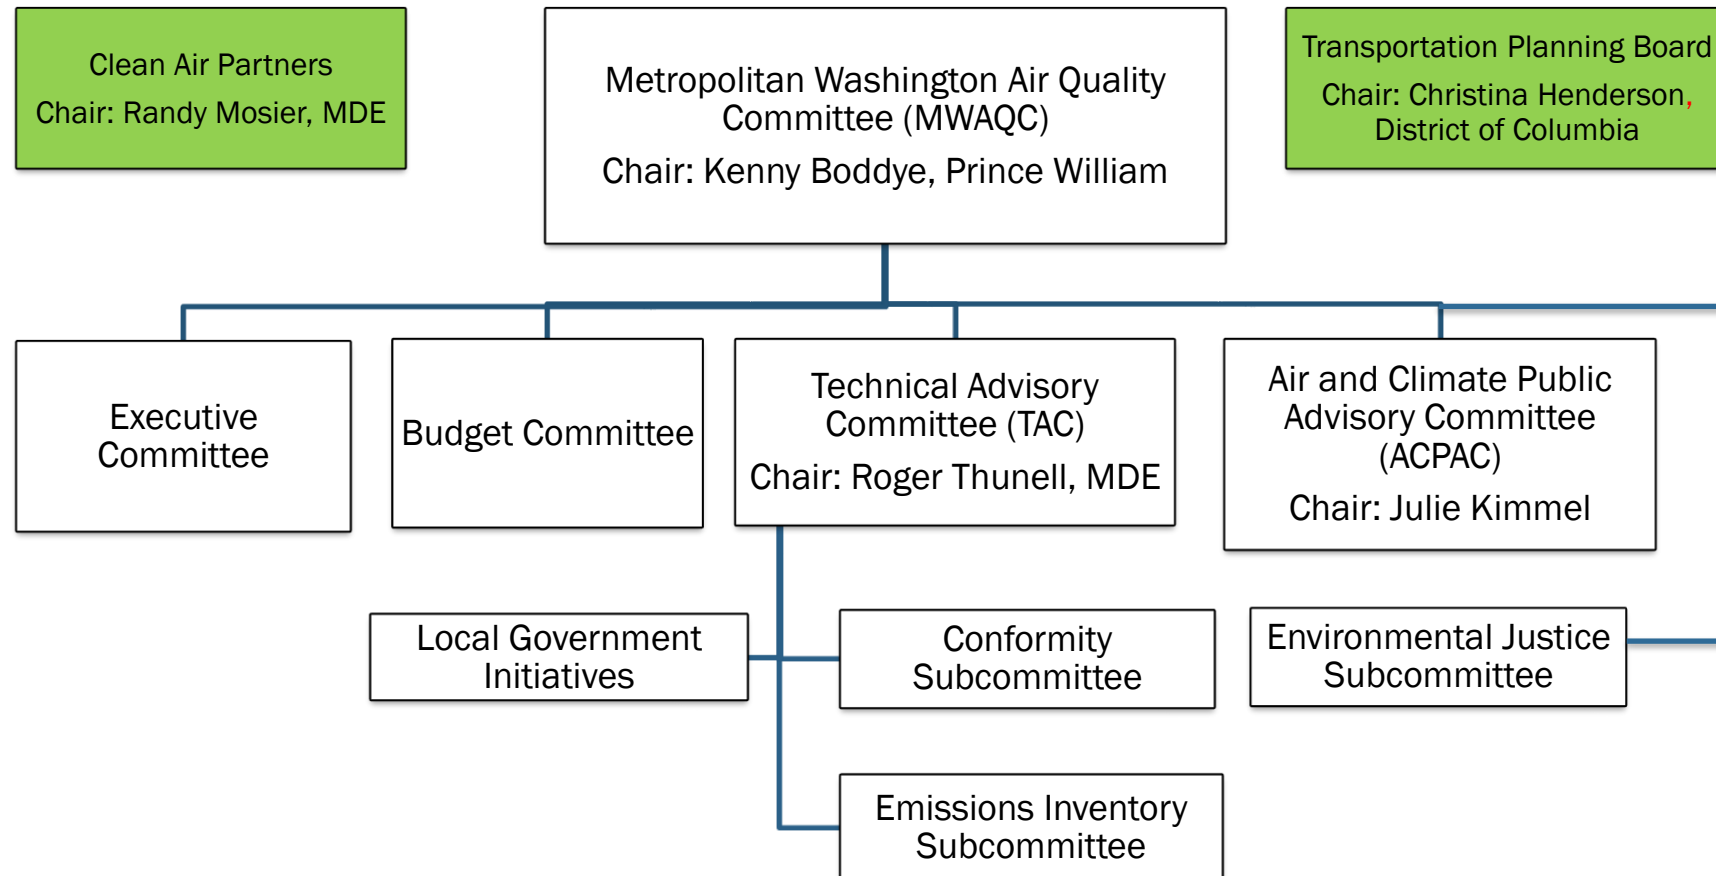 Clean Air Partners
Chair: Randy Mosier, MDE
Metropolitan Washington Air Quality
Committee (MWAQC)
Chair: Kenny Boddye, Prince William
Transportation Planning Board
Chair: Christina Henderson,
District of Columbia
Executive
Committee
Budget Committee
Technical Advisory
Committee (TAC)
Chair: Roger Thunell, MDE
Air and Climate Public
Advisory Committee
(ACPAC)
Chair: Julie Kimmel
Local Government
Initiatives
Conformity
Subcommittee
Environmental Justice
Subcommittee
Emissions Inventory
Subcommittee